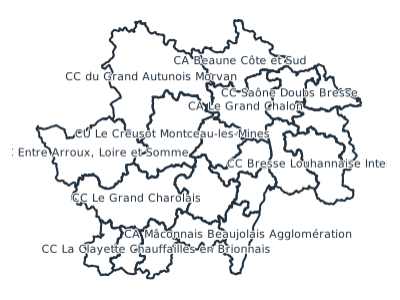 CA Beaune Côte et Sud
CC du Grand Autunois Morvan
CC Saône Doubs Bresse
CA Le Grand Chalon
CU Le Creusot Montceau-les-Mines
Entre Arroux, Loire et Somme
CC Bresse Louhannaise Inte
CC Le Grand Charolais
CA Mâconnais Beaujolais Agglomération
CC La Clayette Chauffailles en Brionnais